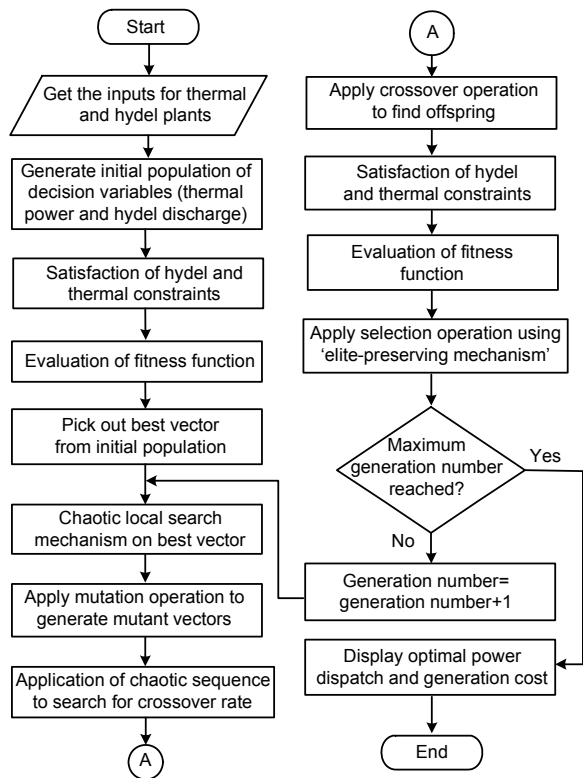 Start
Get the inputs for thermal
and hydel plants
Generate initial population of
decision variables (thermal
power and hydel discharge)
Satisfaction of hydel and
thermal constraints
Evaluation of fitness function
Pick out best vector
from initial population
Chaotic local search
mechanism on best vector
Apply mutation operation to
generate mutant vectors
Application of chaotic sequence
to search for crossover rate
A
A
Apply crossover operation
to find offspring
Satisfaction of hydel
and thermal constraints
Evaluation of fitness
function
Apply selection operation using
‘elite-preserving mechanism’
Maximum
generation number
reached?
Yes
No
Generation number=
generation number+1
Display optimal power
dispatch and generation cost
End